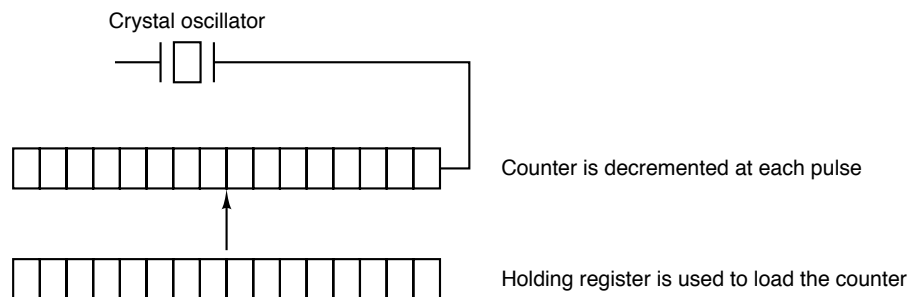 Crystal oscillator
Counter is decremented at each pulse
Holding register is used to load the counter